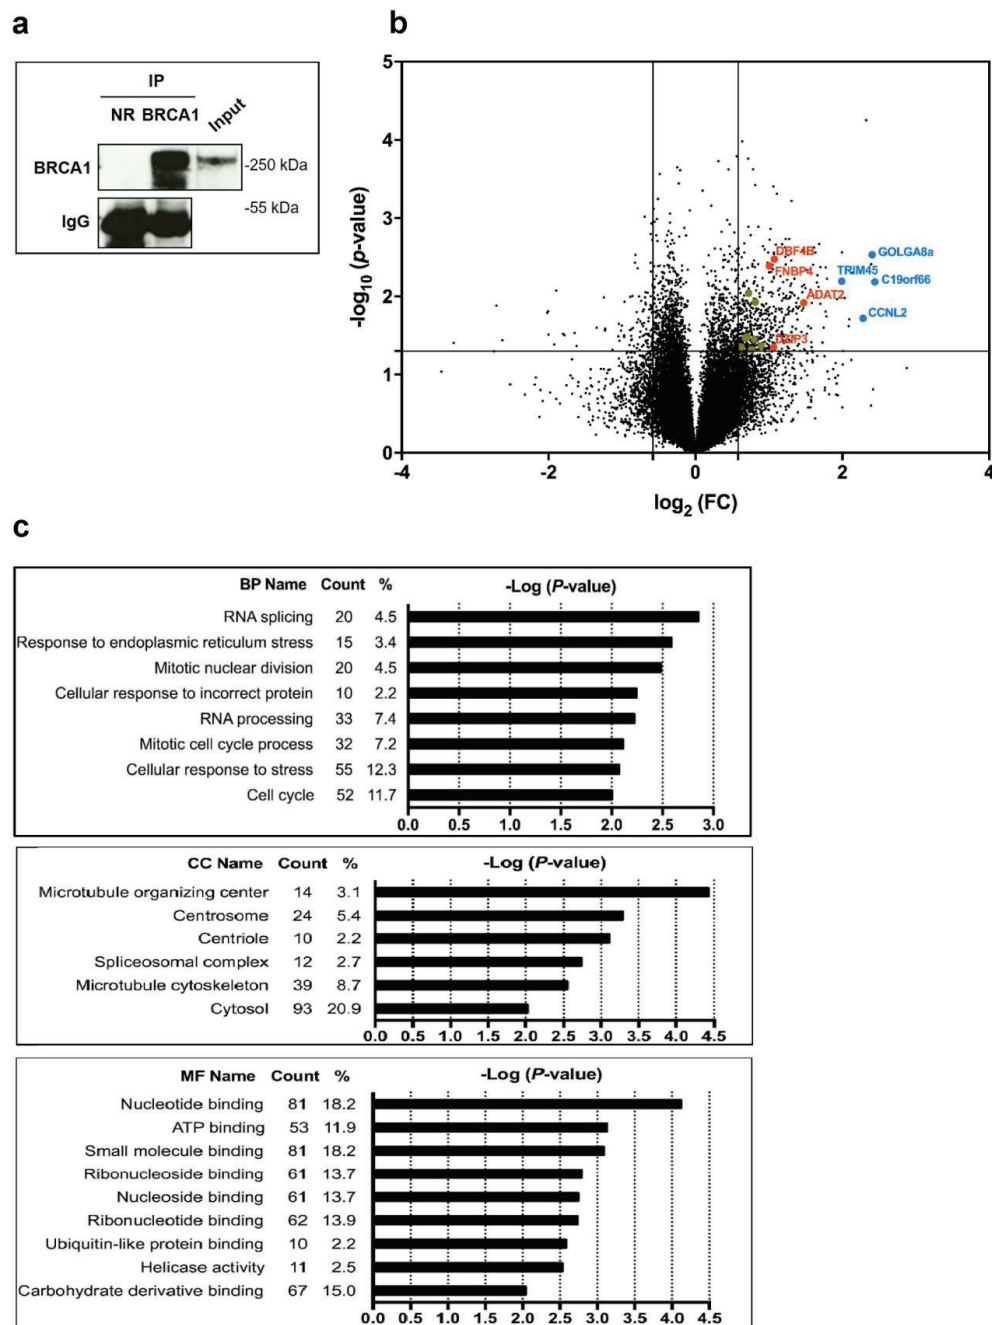 a
IP
NR BRCA1 Input
BRCA1
-250 kDa
-55 kDa
IgG
b
5
4
3
2
1
0
-log10 (p-value)
DBF4B
FNBP4
GOLGA8a
TRIM45
C19orf66
ADAT2
CCNL2
DZIP3
-4 -2 0 2 4
log2 (FC)
c
BP Name Count % -Log (P-value)
RNA splicing 20 4.5
Response to endoplasmic reticulum stress 15 3.4
Mitotic nuclear division 20 4.5
Cellular response to incorrect protein 10 2.2
RNA processing 33 7.4
Mitotic cell cycle process 32 7.2
Cellular response to stress 55 12.3
Cell cycle 52 11.7
0.0 0.5 1.0 1.5 2.0 2.5 3.0
CC Name Count % -Log (P-value)
Microtubule organizing center 14 3.1
Centrosome 24 5.4
Centriole 10 2.2
Spliceosomal complex 12 2.7
Microtubule cytoskeleton 39 8.7
Cytosol 93 20.9
0.0 0.5 1.0 1.5 2.0 2.5 3.0 3.5 4.0 4.5
MF Name Count % -Log (P-value)
Nucleotide binding 81 18.2
ATP binding 53 11.9
Small molecule binding 81 18.2
Ribonucleoside binding 61 13.7
Nucleoside binding 61 13.7
Ribonucleotide binding 62 13.9
Ubiquitin-like protein binding 10 2.2
Helicase activity 11 2.5
Carbohydrate derivative binding 67 15.0
0.0 0.5 1.0 1.5 2.0 2.5 3.0 3.5 4.0 4.5